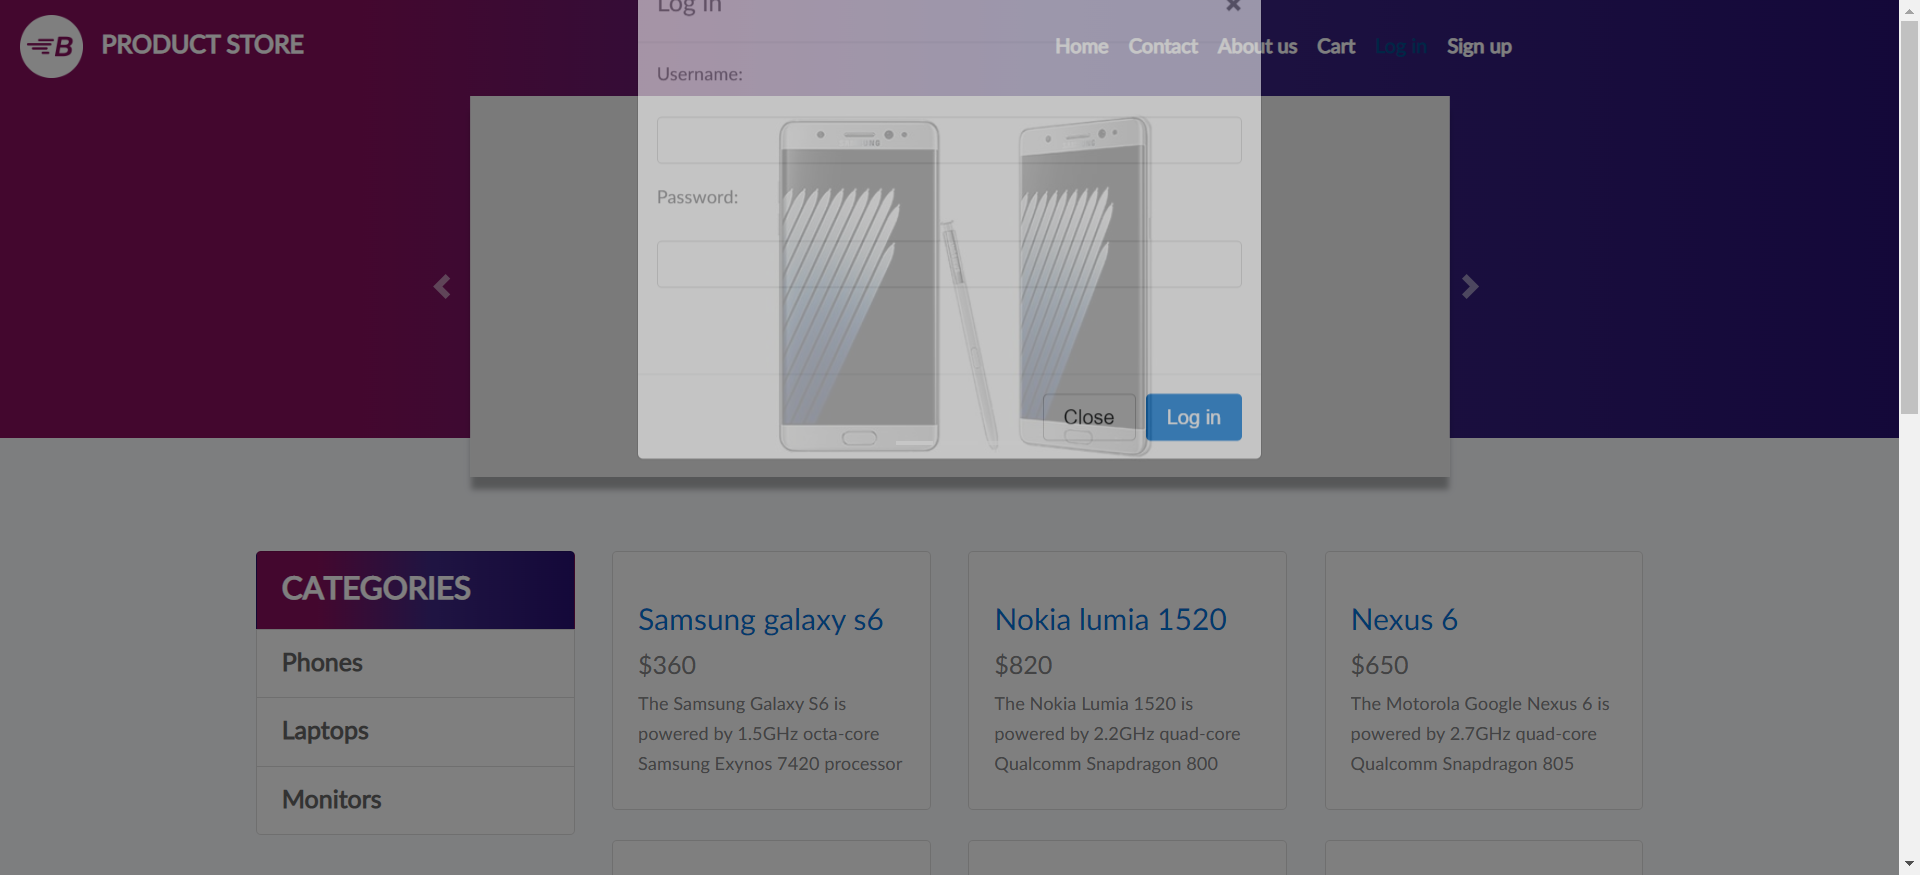 Log in
×
B
PRODUCT STORE
Home Contact About us Cart Log in Sign up
Username:
SAMSUNG
Password:
Close Log in
CATEGORIES
Phones
Laptops
Monitors
Samsung galaxy s6
$360
The Samsung Galaxy S6 is
powered by 1.5GHz octa-core
Samsung Exynos 7420 processor
Nokia lumia 1520
$820
The Nokia Lumia 1520 is
powered by 2.2GHz quad-core
Qualcomm Snapdragon 800
Nexus 6
$650
The Motorola Google Nexus 6 is
powered by 2.7GHz quad-core
Qualcomm Snapdragon 805